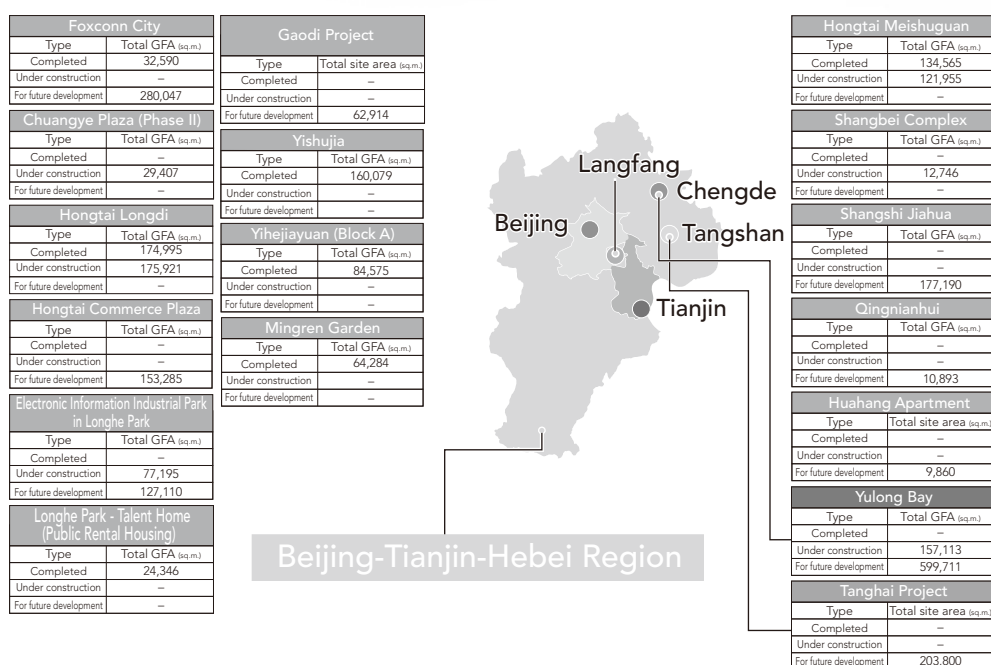 Foxconn City
Type Total GFA (sq.m.)
Completed 32,590
Under construction –
For future development 280,047
Chuangye Plaza (Phase II)
Type Total GFA (sq.m.)
Completed –
Under construction 29,407
For future development –
Hongtai Longdi
Type Total GFA (sq.m.)
Completed 174,995
Under construction 175,921
For future development –
Hongtai Commerce Plaza
Type Total GFA (sq.m.)
Completed –
Under construction –
For future development 153,285
Electronic Information Industrial Park
in Longhe Park
Type Total GFA (sq.m.)
Completed –
Under construction 77,195
For future development 127,110
Longhe Park - Talent Home
(Public Rental Housing)
Type Total GFA (sq.m.)
Completed 24,346
Under construction –
For future development –
Gaodi Project
Type Total site area (sq.m.)
Completed –
Under construction –
For future development 62,914
Yishujia
Type Total GFA (sq.m.)
Completed 160,079
Under construction –
For future development –
Yihejiayuan (Block A)
Type Total GFA (sq.m.)
Completed 84,575
Under construction –
For future development –
Mingren Garden
Type Total GFA (sq.m.)
Completed 64,284
Under construction –
For future development –
Langfang
Chengde
Beijing
Tangshan
Tianjin
Beijing-Tianjin-Hebei Region
Hongtai Meishuguan
Type Total GFA (sq.m.)
Completed 134,565
Under construction 121,955
For future development –
Shangbei Complex
Type Total GFA (sq.m.)
Completed –
Under construction 12,746
For future development –
Shangshi Jiahua
Type Total GFA (sq.m.)
Completed –
Under construction –
For future development 177,190
Qingnianhui
Type Total GFA (sq.m.)
Completed –
Under construction –
For future development 10,893
Huahang Apartment
Type Total site area (sq.m.)
Completed –
Under construction –
For future development 9,860
Yulong Bay
Type Total GFA (sq.m.)
Completed –
Under construction 157,113
For future development 599,711
Tanghai Project
Type Total site area (sq.m.)
Completed –
Under construction –
For future development 203,800